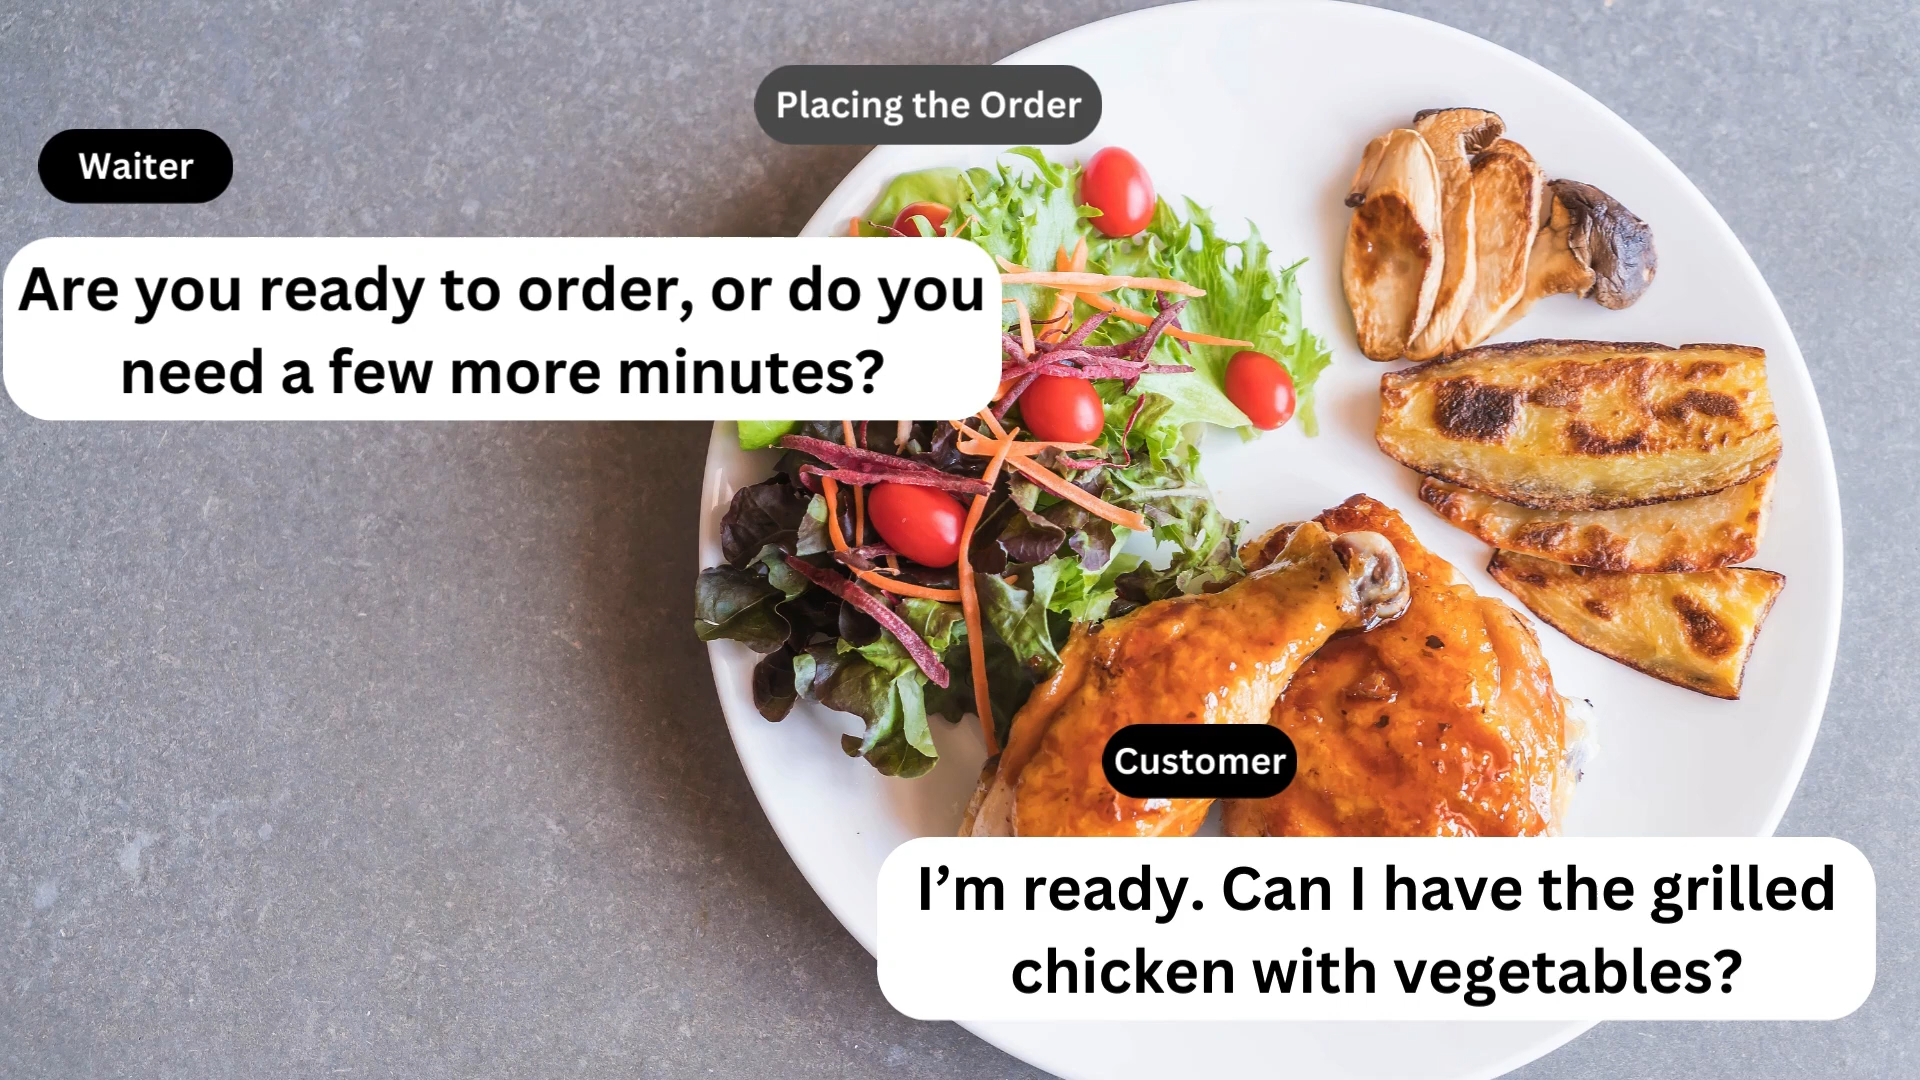 Placing the Order
Waiter
Are you ready to order, or do you
need a few more minutes?
Customer
I’m ready. Can I have the grilled
chicken with vegetables?